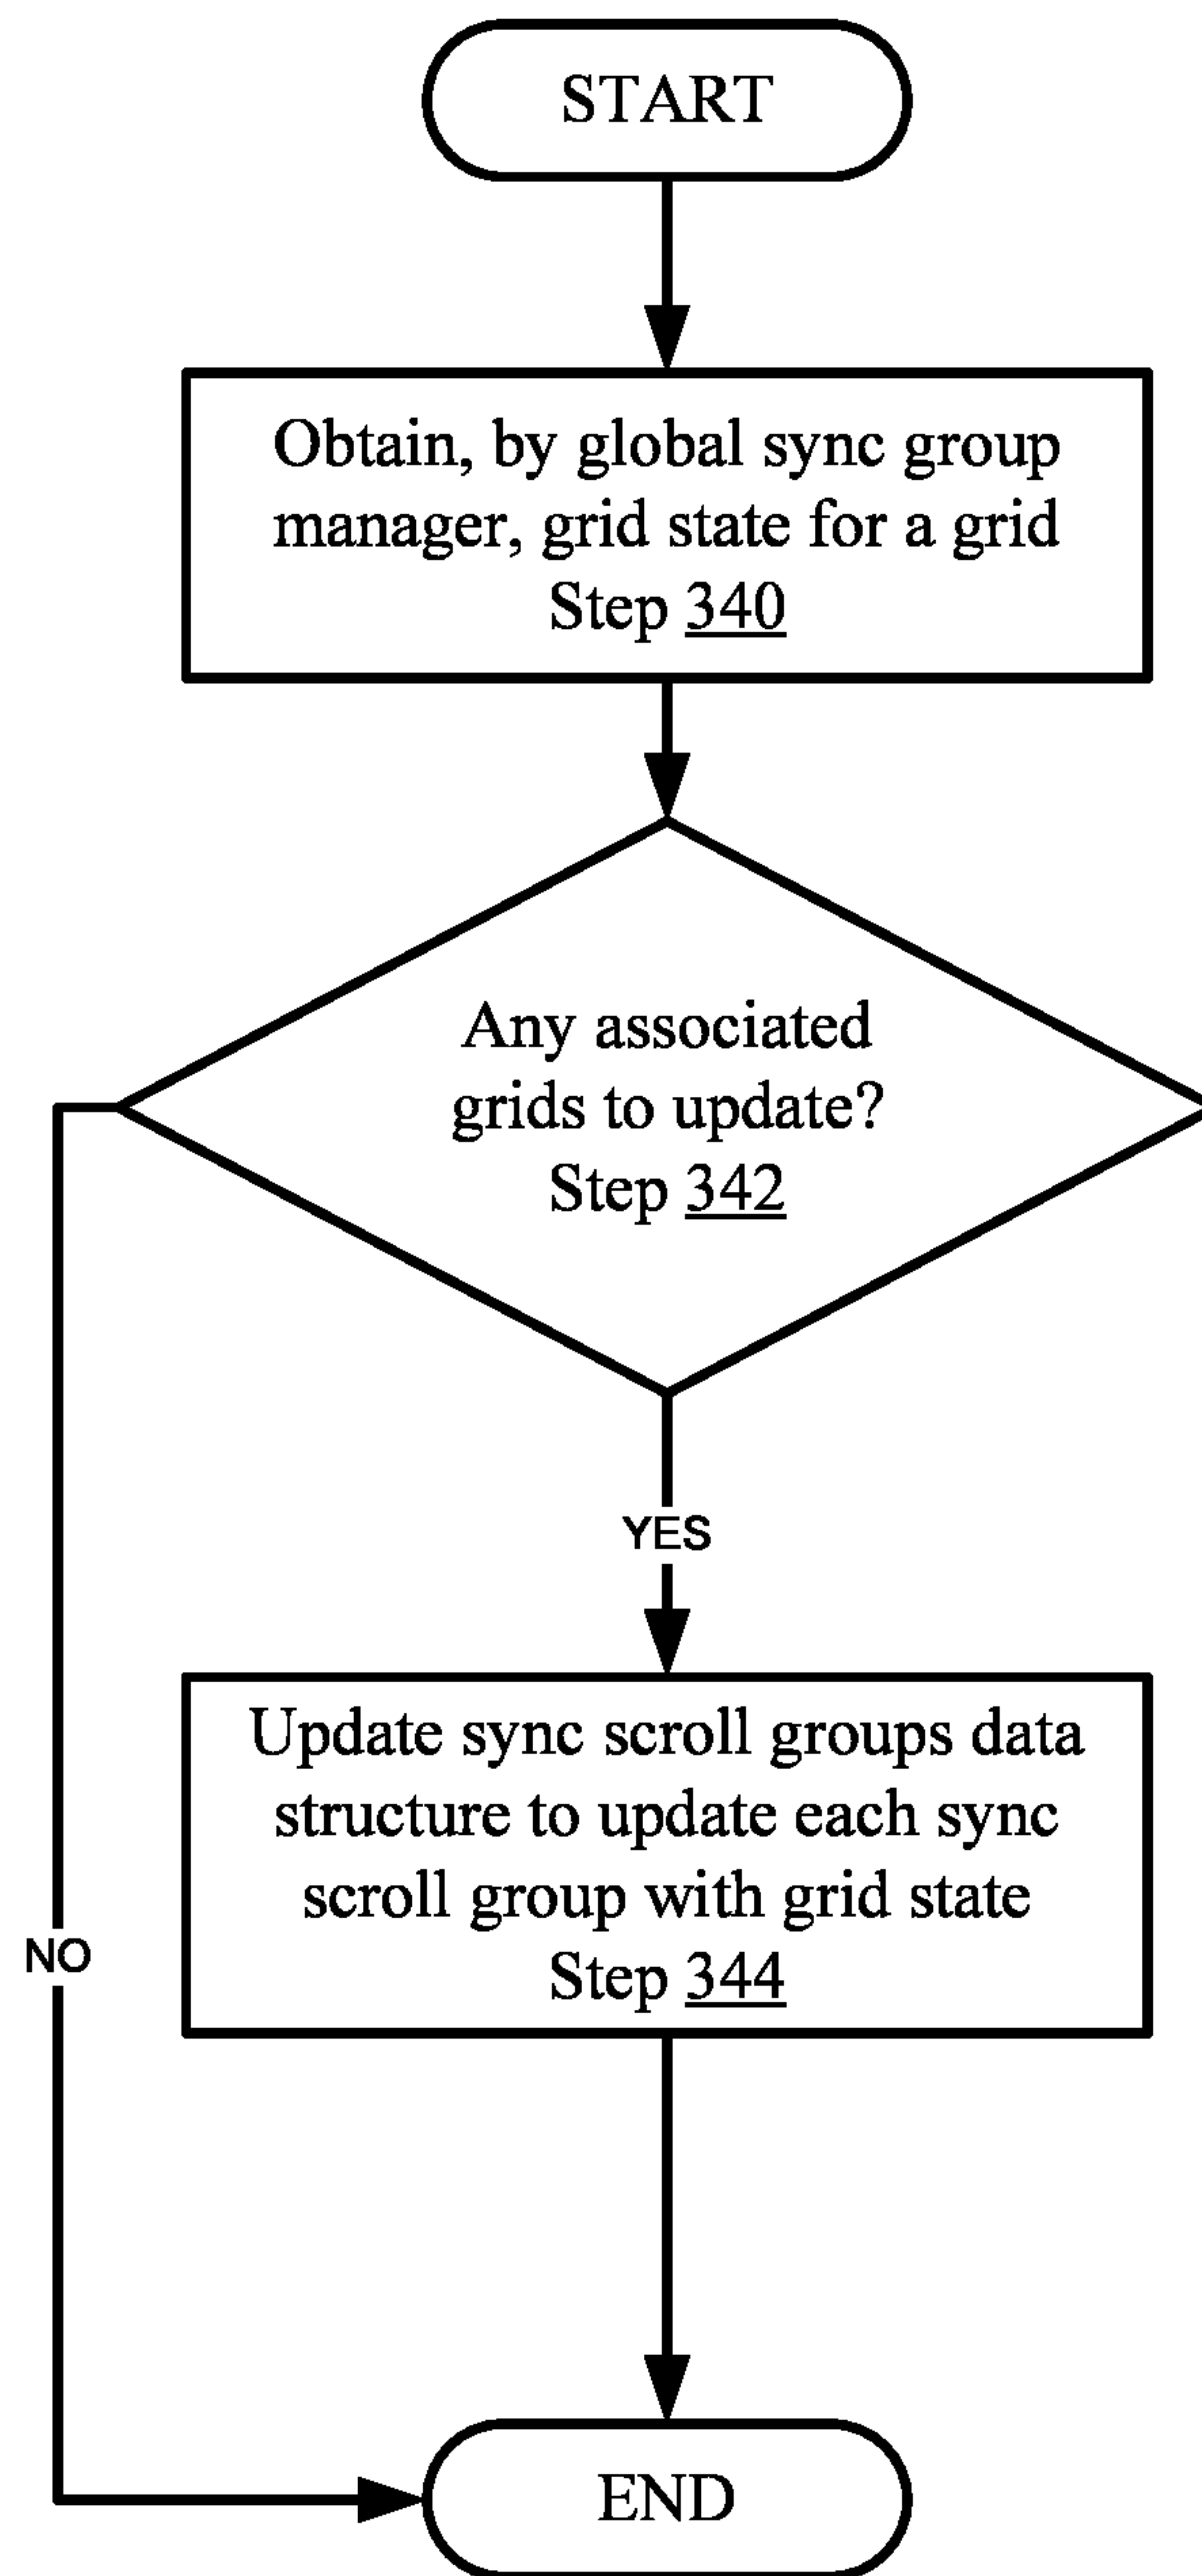 START
Obtain, by global sync group
manager, grid state for a grid
Step 340
Any associated
grids to update?
Step 342
YES
Update sync scroll groups data
structure to update each sync
scroll group with grid state
Step 344
NO
END